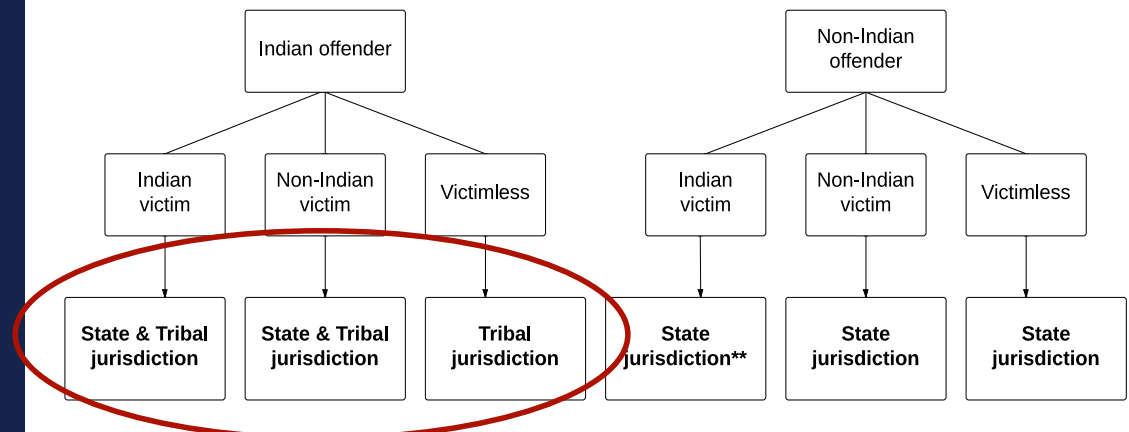 Indian offender
Non-Indian
offender
Indian
victim
Non-Indian
victim
Victimless
Indian
victim
Non-Indian
victim
Victimless
State & Tribal
jurisdiction
State & Tribal
jurisdiction
Tribal
jurisdiction
State
jurisdiction**
State
jurisdiction
State
jurisdiction